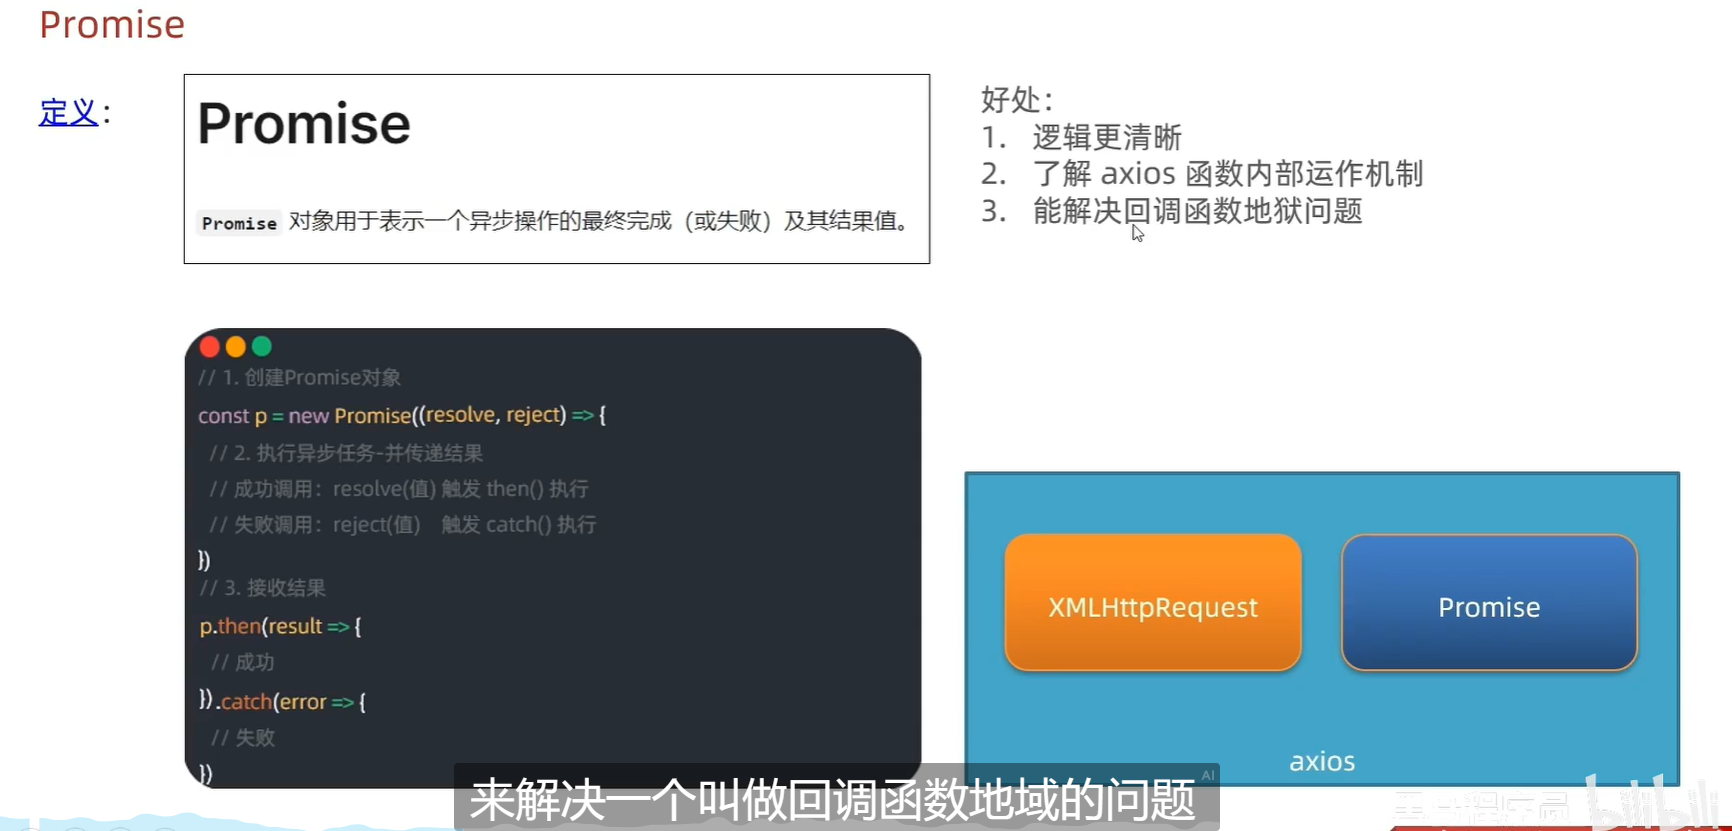 Promise
定义：
Promise
Promise 对象用于表示一个异步操作的最终完成（或失败）及其结果值。
好处：
1. 逻辑更清晰
2. 了解 axios 函数内部运作机制
3. 能解决回调函数地狱问题
// 1. 创建Promise对象
const p = new Promise((resolve, reject) => {
// 2. 执行异步任务-并传递结果
// 成功调用：resolve(值) 触发 then() 执行
// 失败调用：reject(值) 触发 catch() 执行
})
// 3. 接收结果
p.then(result => {
// 成功
}).catch(error => {
// 失败
})
XMLHttpRequest
Promise
axios
来解决一个叫做回调函数地域的问题
AI
bilibili